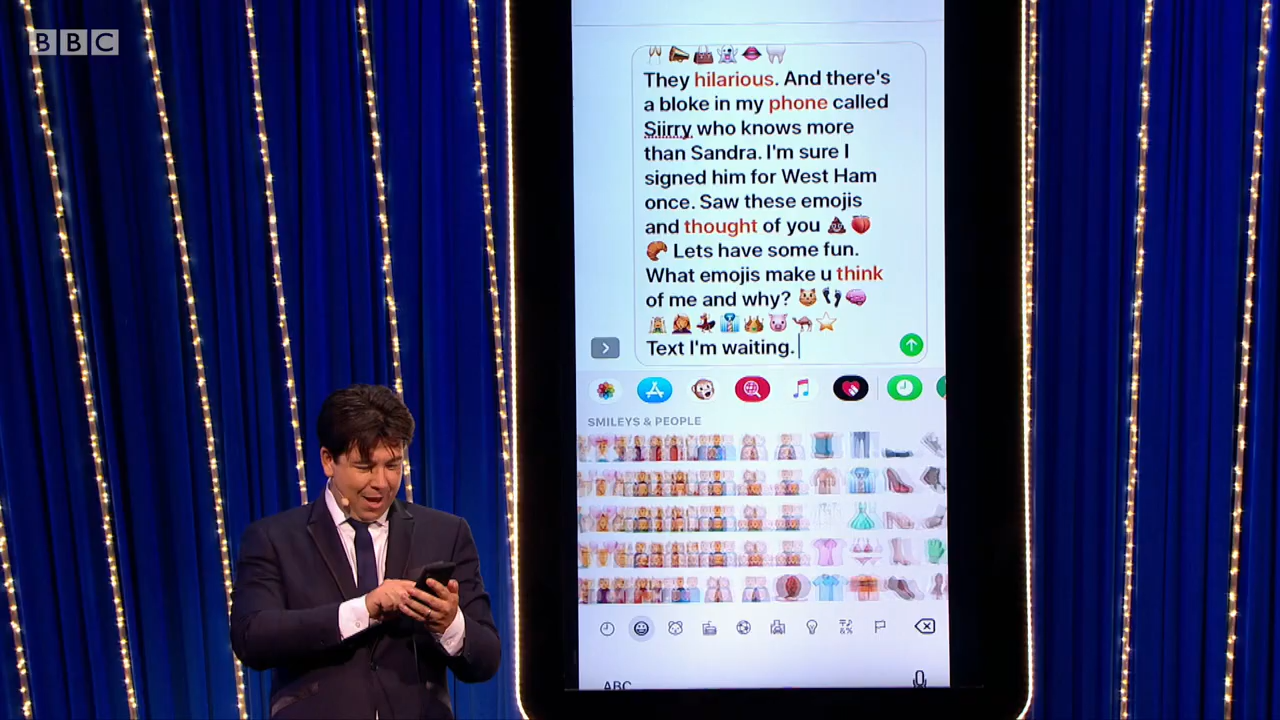 BBC
They hilarious. And there's
a bloke in my phone called
Siirry who knows more
than Sandra. I'm sure I
signed him for West Ham
once. Saw these emojis
and thought of you 💩 🍑
🥐 Lets have some fun.
What emojis make u think
of me and why? 🐱 👣 🧠
Text I'm waiting.
SMILEYS & PEOPLE
ABC